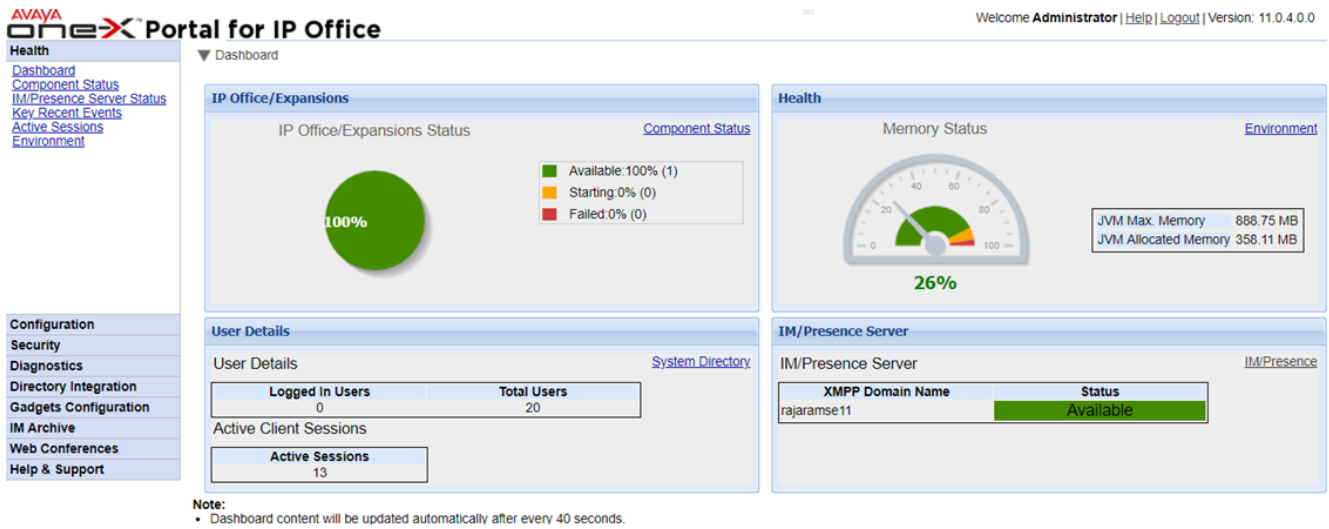 AVAYA
one-X™ Portal for IP Office
Welcome Administrator | Help | Logout | Version: 11.0.4.0.0
Health
Dashboard
Component Status
IM/Presence Server Status
Key Recent Events
Active Sessions
Environment
Configuration
Security
Diagnostics
Directory Integration
Gadgets Configuration
IM Archive
Web Conferences
Help & Support
Dashboard
IP Office/Expansions
IP Office/Expansions Status
Component Status
100%
Available:100% (1)
Starting:0% (0)
Failed:0% (0)
Health
Memory Status
Environment
0
20
40
60
80
100
26%
JVM Max. Memory 888.75 MB
JVM Allocated Memory 358.11 MB
User Details
User Details
System Directory
Logged In Users Total Users
0 20
Active Client Sessions
Active Sessions
13
IM/Presence Server
IM/Presence Server
IM/Presence
XMPP Domain Name Status
rajaramse11 Available
Note:
• Dashboard content will be updated automatically after every 40 seconds.